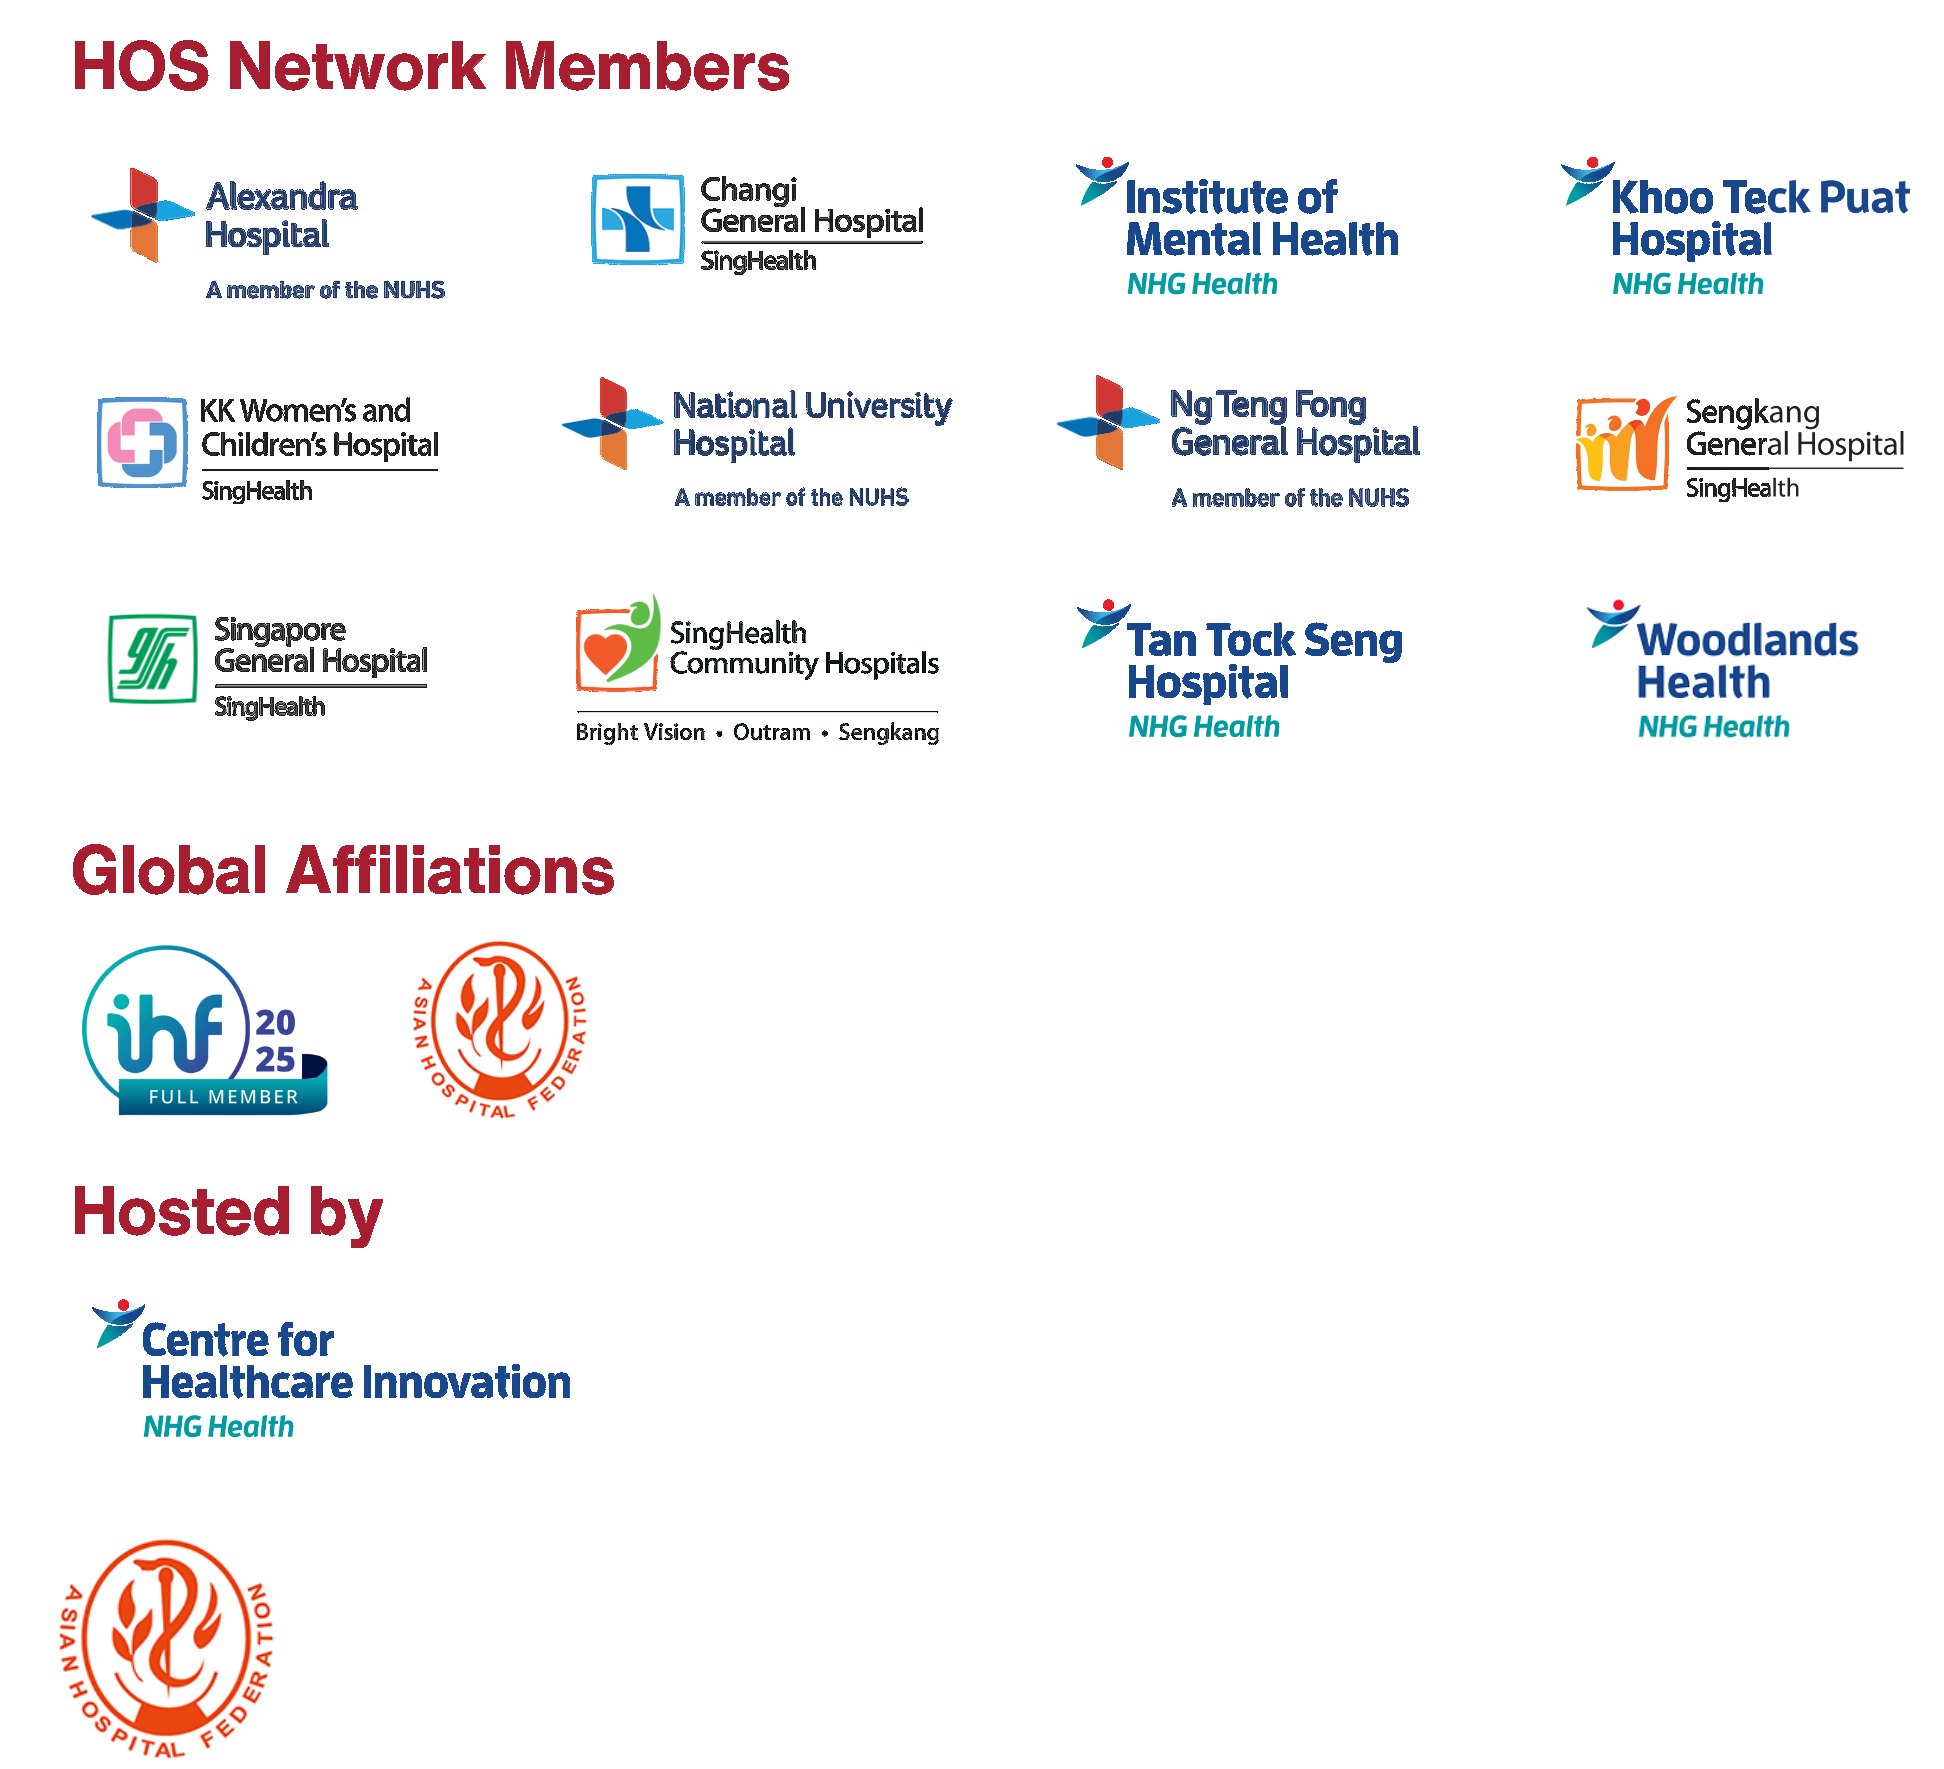 HOS Network Members
Alexandra
Hospital
A member of the NUHS
Changi
General Hospital
SingHealth
Institute of
Mental Health
NHG Health
Khoo Teck Puat
Hospital
NHG Health
KK Women's and
Children's Hospital
SingHealth
National University
Hospital
A member of the NUHS
Ng Teng Fong
General Hospital
A member of the NUHS
Sengkang
General Hospital
SingHealth
Singapore
General Hospital
SingHealth
SingHealth
Community Hospitals
Bright Vision • Outram • Sengkang
Tan Tock Seng
Hospital
NHG Health
Woodlands
Health
NHG Health
Global Affiliations
ihf
20
25
FULL MEMBER
ASIAN HOSPITAL FEDERATION
Hosted by
Centre for
Healthcare Innovation
NHG Health
ASIAN HOSPITAL FEDERATION